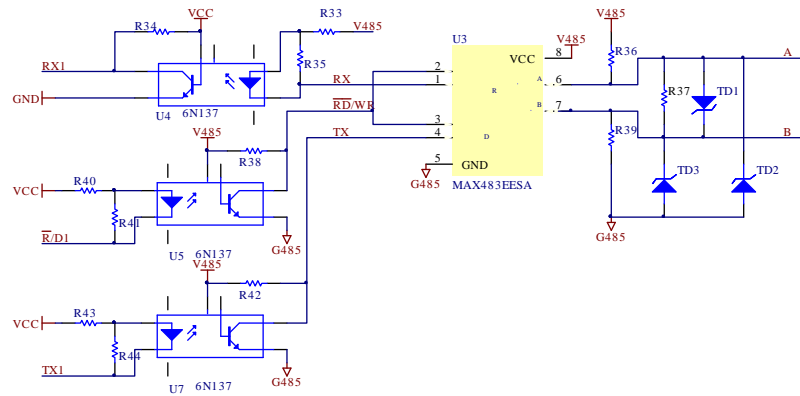 VCC
R34
R33
V485
R35
RX1
GND
U4
6N137
RX
RD/WR
TX
V485
R38
VCC
R40
R41
R/D1
U5
6N137
G485
V485
R42
VCC
R43
R44
TX1
U7
6N137
G485
U3
2
1
3
4
5
VCC
8
A
6
R
B
7
D
GND
MAX483EESA
G485
V485
V485
R36
R37
TD1
R39
TD3
TD2
G485
A
B